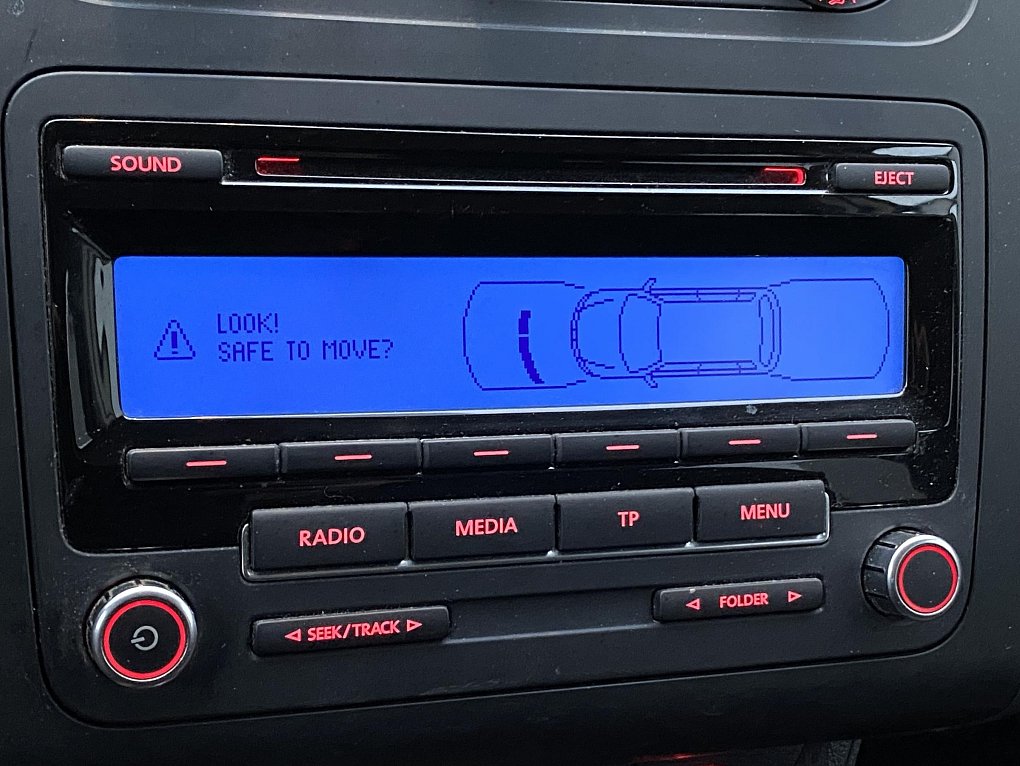 SOUND
EJECT
LOOK!
SAFE TO MOVE?
RADIO
MEDIA
TP
MENU
SEEK/TRACK
FOLDER